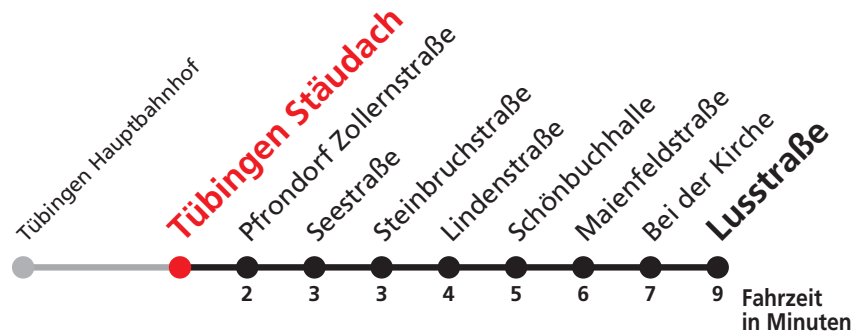 Tübingen Hauptbahnhof
Tübingen Stäudach
Pfrondorf Zollernstraße
Seestraße
Steinbruchstraße
Lindenstraße
Schönbuchhalle
Maienfeldstraße
Bei der Kirche
Lusstraße
2 3 3 4 5 6 7 9
Fahrzeit
in Minuten